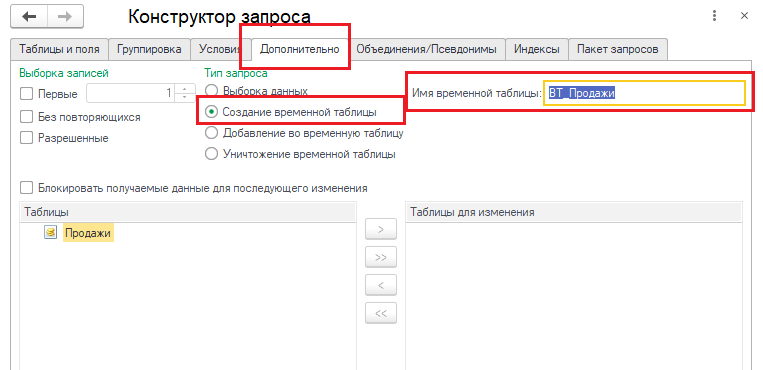 Конструктор запроса
Таблицы и поля Группировка Условия Дополнительно Объединения/Псевдонимы Индексы Пакет запросов
Выборка записей Тип запроса
Первые 1 Выборка данных Имя временной таблицы: ВТ_Продажи
Создание временной таблицы
Без повторяющихся
Добавление во временную таблицу
Разрешенные
Уничтожение временной таблицы
Блокировать получаемые данные для последующего изменения
Таблицы Таблицы для изменения
Продажи
>
>>
<
<<